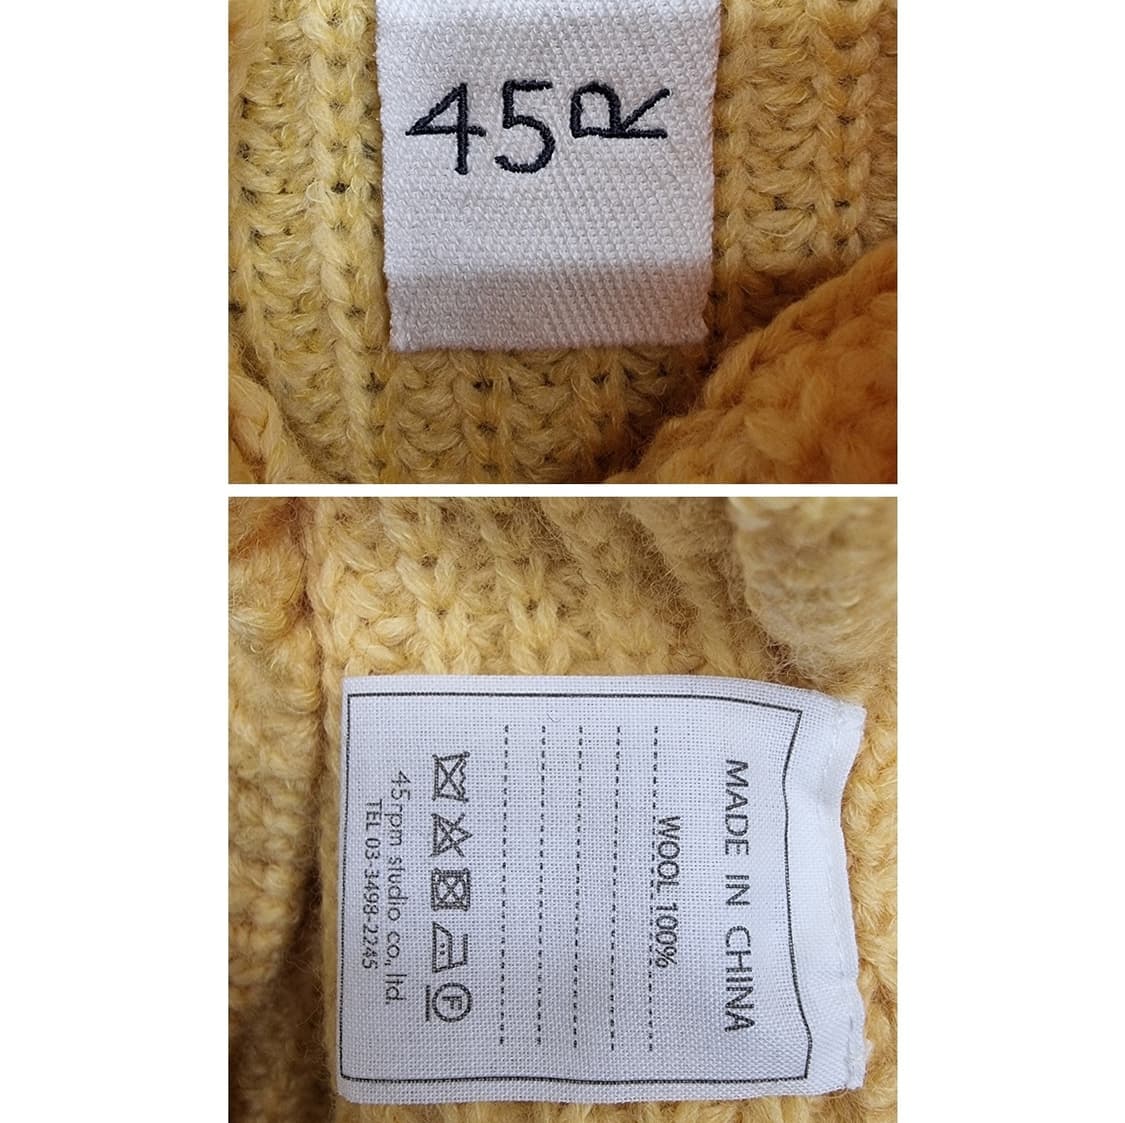 45R
MADE IN CHINA
WOOL 100%
F
45rpm studio co., ltd.
TEL 03-3498-2245